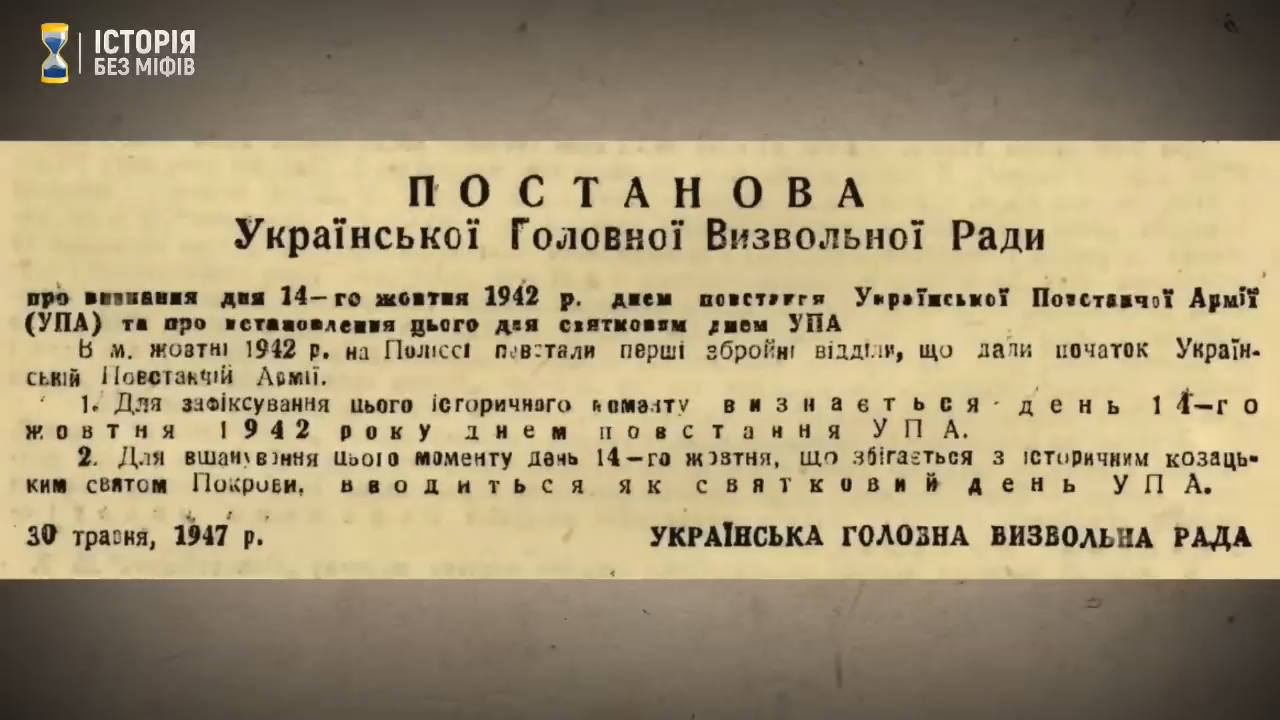 ІСТОРІЯ
БЕЗ МІФІВ
ПОСТАНОВА
Української Головної Визвольної Ради
про визнання дня 14-го жовтня 1942 р. днем повстання Української Повстанчої Армії
(УПА) та про встановлення цього дня святковим днем УПА
В м. жовтні 1942 р. на Поліссі повстали перші збройні відділи, що дали початок Україн-
ській Повстанчій Армії.
1. Для зафіксування цього історичного моменту визнається день 14-го
жовтня 1942 року днем повстання УПА.
2. Для вшанування цього моменту день 14-го жовтня, що збігається з історичним козаць-
ким святом Покрови, вводиться як святковий день УПА.
30 травня, 1947 р.
УКРАЇНСЬКА ГОЛОВНА ВИЗВОЛЬНА РАДА